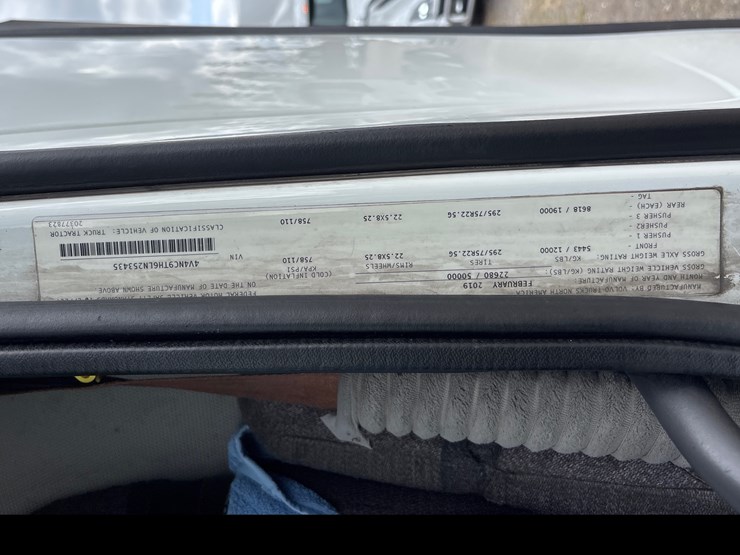 MANUFACTURED BY: VOLVO TRUCKS NORTH AMERICA
MONTH AND YEAR OF MANUFACTURE: FEBRUARY 2019
GROSS VEHICLE WEIGHT RATING (KG/LBS) 22680 / 50000
GROSS AXLE WEIGHT RATING: KG/LBS: TIRES RIMS/WHEELS (COLD INFLATION) KPA/PSI
FRONT - 5443 / 12000 295/75R22.5G 22.5X8.25 758/110
PUSHER 1 -
PUSHER2 -
PUSHER 3 -
REAR (EACH) - 8618 / 19000 295/75R22.5G 22.5X8.25 758/110
TAG -
FEDERAL MOTOR VEHICLE
ON THE DATE OF MANUFACTURE SHOWN ABOVE
VIN 4V4NC9TH6LN253435
CLASSIFICATION OF VEHICLE: TRUCK TRACTOR
20377823